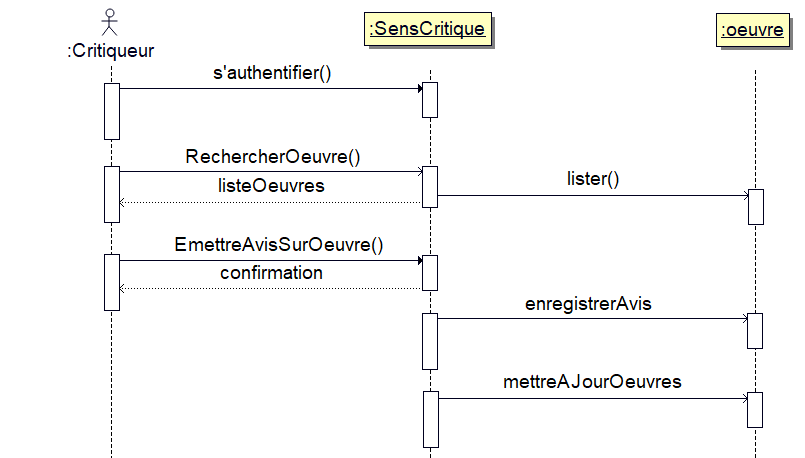 :Critiqueur
:SensCritique
:oeuvre
s'authentifier()
RechercherOeuvre()
listeOeuvres
lister()
EmettreAvisSurOeuvre()
confirmation
enregistrerAvis
mettreAJourOeuvres